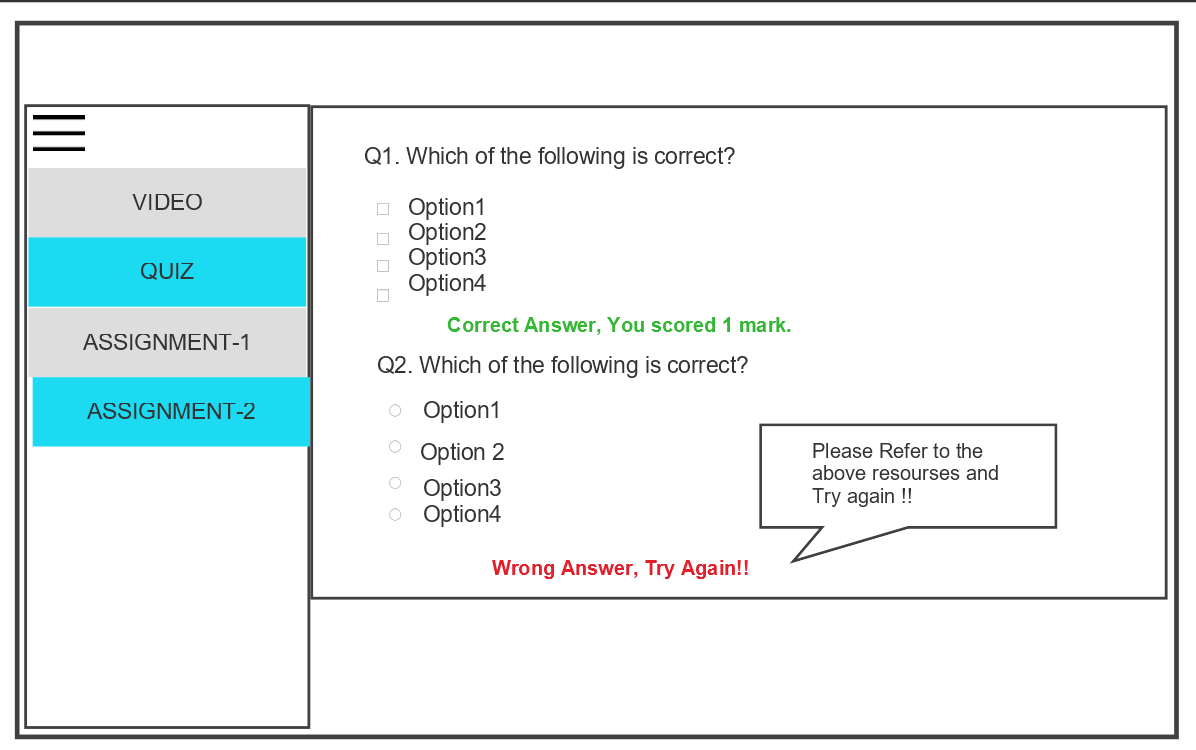 VIDEO
QUIZ
ASSIGNMENT-1
ASSIGNMENT-2
Q1. Which of the following is correct?
Option1
Option2
Option3
Option4
Correct Answer, You scored 1 mark.
Q2. Which of the following is correct?
Option1
Option 2
Option3
Option4
Please Refer to the
above resourses and
Try again !!
Wrong Answer, Try Again!!